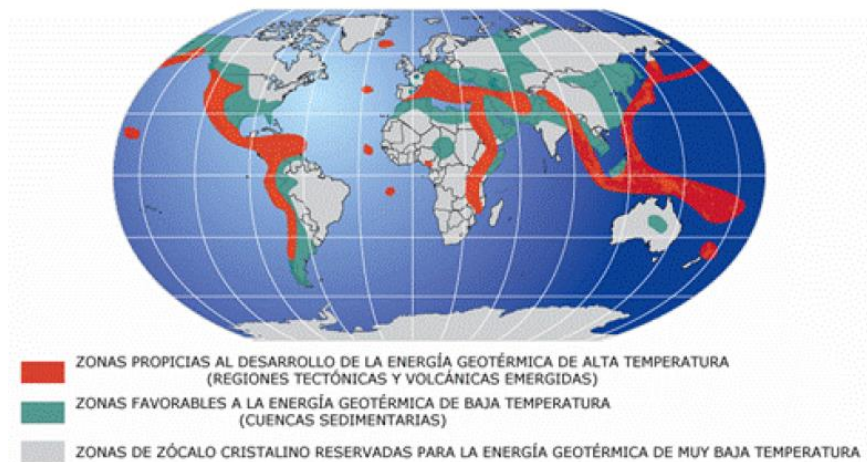 ZONAS PROPICIAS AL DESARROLLO DE LA ENERGÍA GEOTÉRMICA DE ALTA TEMPERATURA
(REGIONES TECTÓNICAS Y VOLCÁNICAS EMERGIDAS)
ZONAS FAVORABLES A LA ENERGÍA GEOTÉRMICA DE BAJA TEMPERATURA
(CUENCAS SEDIMENTARIAS)
ZONAS DE ZÓCALO CRISTALINO RESERVADAS PARA LA ENERGÍA GEOTÉRMICA DE MUY BAJA TEMPERATURA